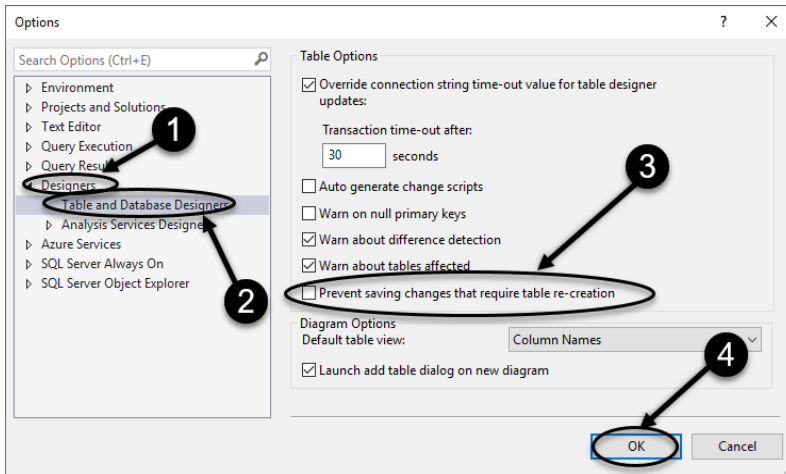 Options
?
Search Options (Ctrl+E)
Environment
Projects and Solutions
Text Editor
Query Execution
Query Resul
Designers
Table and Database Designers
Analysis Services Designe
Azure Services
SQL Server Always On
SQL Server Object Explorer
1
2
Table Options
Override connection string time-out value for table designer
updates:
Transaction time-out after:
30 seconds
Auto generate change scripts
Warn on null primary keys
Warn about difference detection
Warn about tables affected
Prevent saving changes that require table re-creation
3
Diagram Options
Default table view: Column Names
Launch add table dialog on new diagram
4
OK Cancel